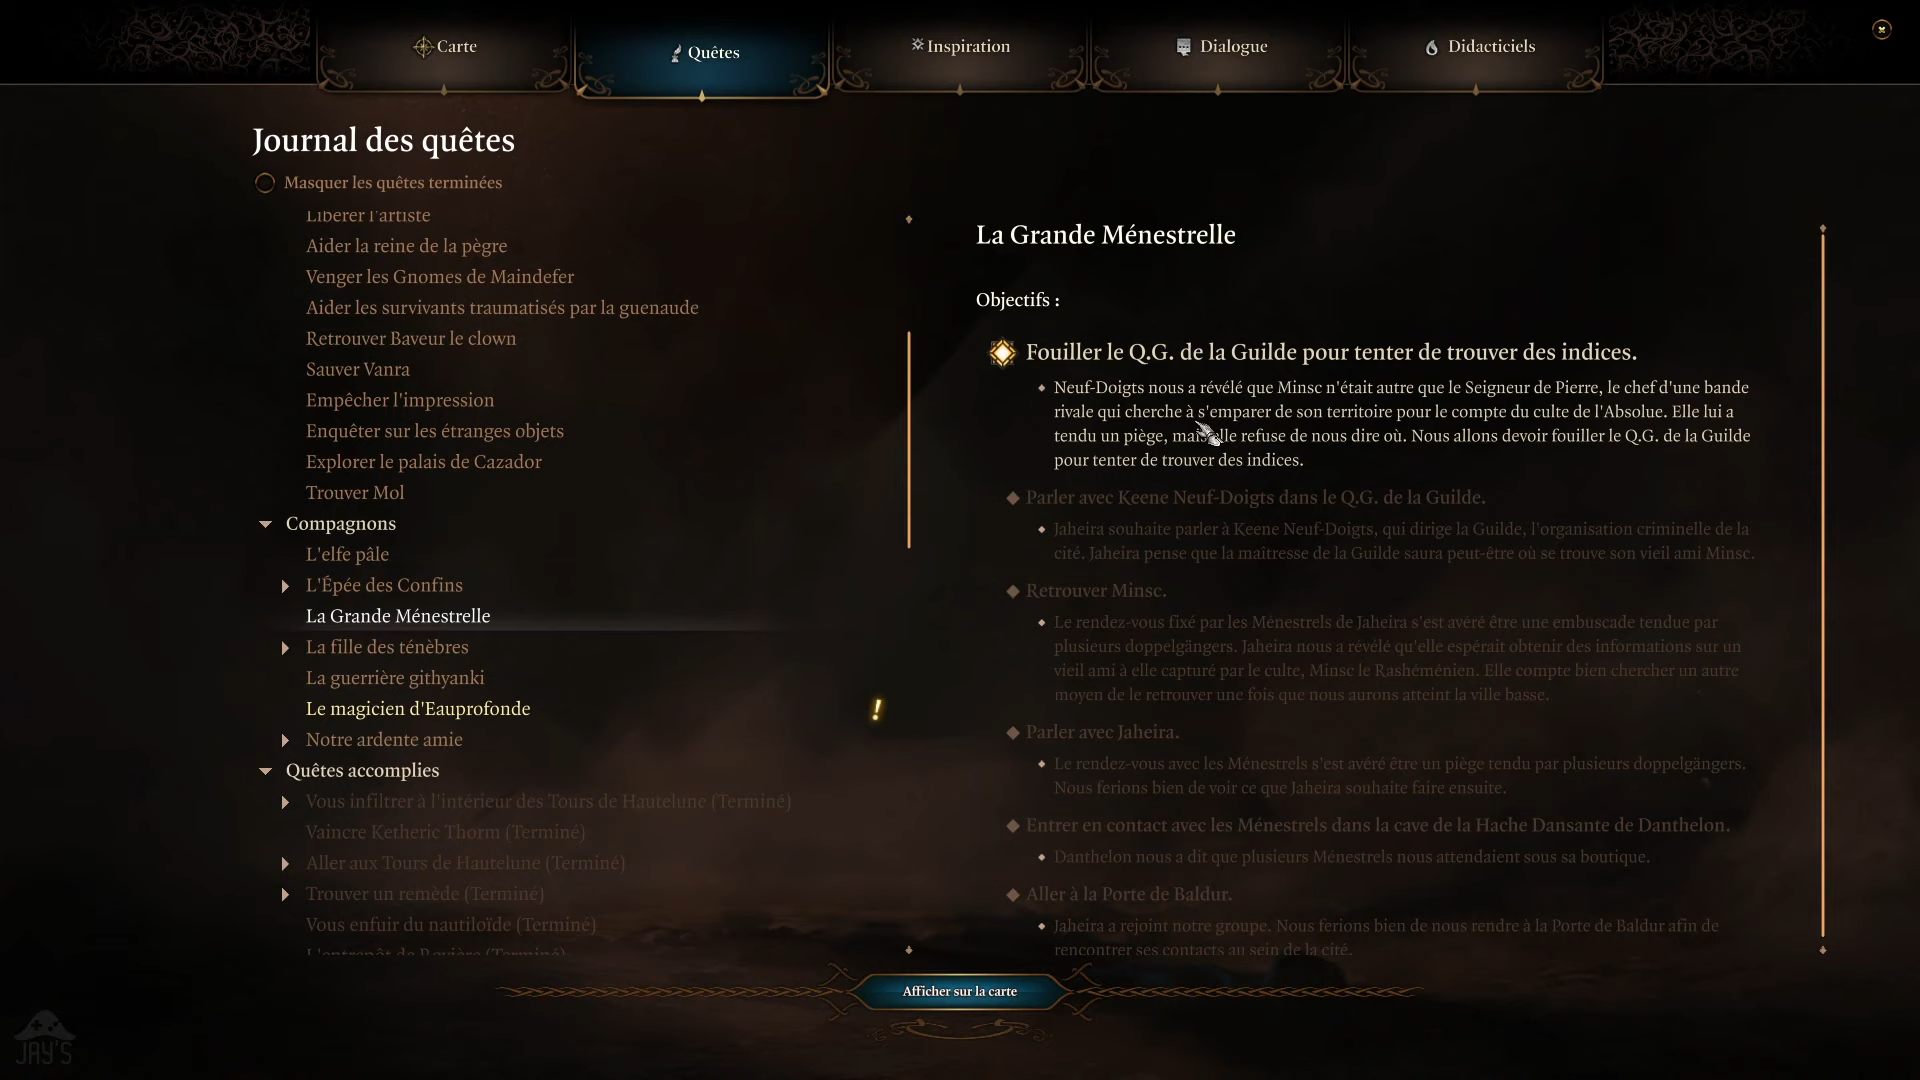 Carte
Quêtes
Inspiration
Dialogue
Didacticiels
Journal des quêtes
Masquer les quêtes terminées
Libérer l'artiste
Aider la reine de la pègre
Venger les Gnomes de Maindefer
Aider les survivants traumatisés par la guenaude
Retrouver Baveur le clown
Sauver Vanra
Empêcher l'impression
Enquêter sur les étranges objets
Explorer le palais de Cazador
Trouver Mol
Compagnons
L'elfe pâle
L'Épée des Confins
La Grande Ménestrelle
La fille des ténèbres
La guerrière githyanki
Le magicien d'Eauprofonde
!
Notre ardente amie
Quêtes accomplies
Vous infiltrer à l'intérieur des Tours de Hautelune (Terminé)
Vaincre Ketheric Thorm (Terminé)
Aller aux Tours de Hautelune (Terminé)
Trouver un remède (Terminé)
Vous enfuir du nautiloïde (Terminé)
L'entrepôt de Rovière (Terminé)
La Grande Ménestrelle
Objectifs :
Fouiller le Q.G. de la Guilde pour tenter de trouver des indices.
Neuf-Doigts nous a révélé que Minsc n'était autre que le Seigneur de Pierre, le chef d'une bande
rivale qui cherche à s'emparer de son territoire pour le compte du culte de l'Absolue. Elle lui a
tendu un piège, mais elle refuse de nous dire où. Nous allons devoir fouiller le Q.G. de la Guilde
pour tenter de trouver des indices.
Parler avec Keene Neuf-Doigts dans le Q.G. de la Guilde.
Jaheira souhaite parler à Keene Neuf-Doigts, qui dirige la Guilde, l'organisation criminelle de la
cité. Jaheira pense que la maîtresse de la Guilde saura peut-être où se trouve son vieil ami Minsc.
Retrouver Minsc.
Le rendez-vous fixé par les Ménestrels de Jaheira s'est avéré être une embuscade tendue par
plusieurs doppelgängers. Jaheira nous a révélé qu'elle espérait obtenir des informations sur un
vieil ami à elle capturé par le culte, Minsc le Rashéménien. Elle compte bien chercher un autre
moyen de le retrouver une fois que nous aurons atteint la ville basse.
Parler avec Jaheira.
Le rendez-vous avec les Ménestrels s'est avéré être un piège tendu par plusieurs doppelgängers.
Nous ferions bien de voir ce que Jaheira souhaite faire ensuite.
Entrer en contact avec les Ménestrels dans la cave de la Hache Dansante de Danthelon.
Danthelon nous a dit que plusieurs Ménestrels nous attendaient sous sa boutique.
Aller à la Porte de Baldur.
Jaheira a rejoint notre groupe. Nous ferions bien de nous rendre à la Porte de Baldur afin de
rencontrer ses contacts au sein de la cité.
Afficher sur la carte
JAY'S